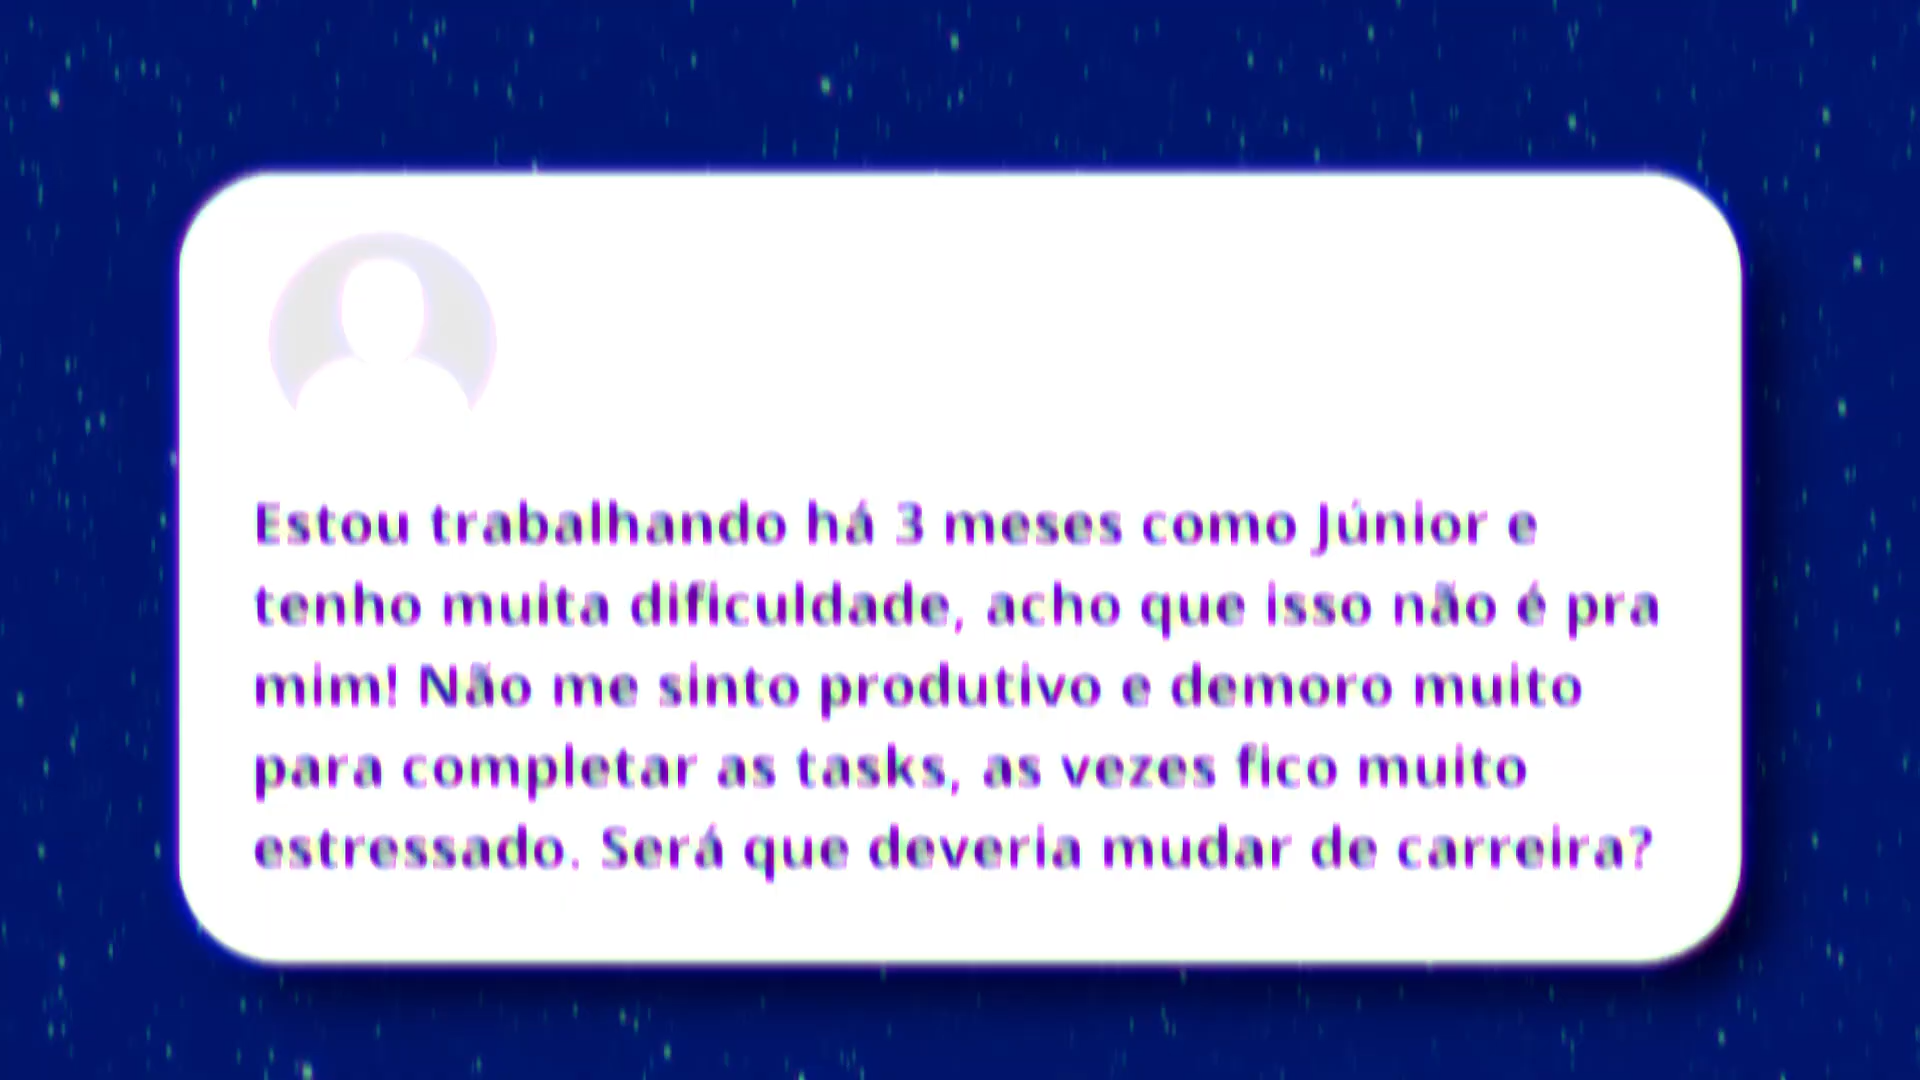 Estou trabalhando há 3 meses como Júnior e
tenho muita dificuldade, acho que isso não é pra
mim! Não me sinto produtivo e demoro muito
para completar as tasks, as vezes fico muito
estressado. Será que deveria mudar de carreira?